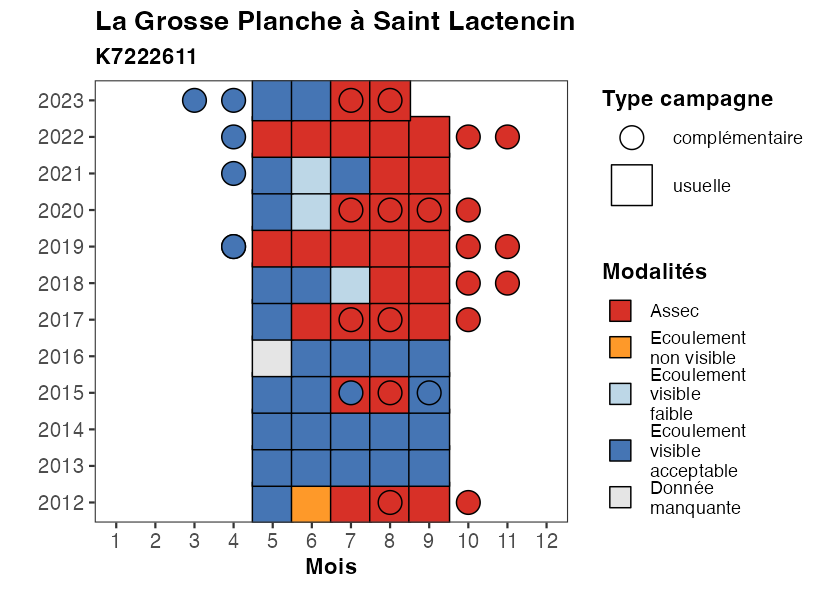 La Grosse Planche à Saint Lactencin
K7222611
2023
2022
2021
2020
2019
2018
2017
2016
2015
2014
2013
2012
1 2 3 4 5 6 7 8 9 10 11 12
Mois
Type campagne
complémentaire
usuelle
Modalités
Assec
Ecoulement
non visible
Ecoulement
visible
faible
Ecoulement
visible
acceptable
Donnée
manquante